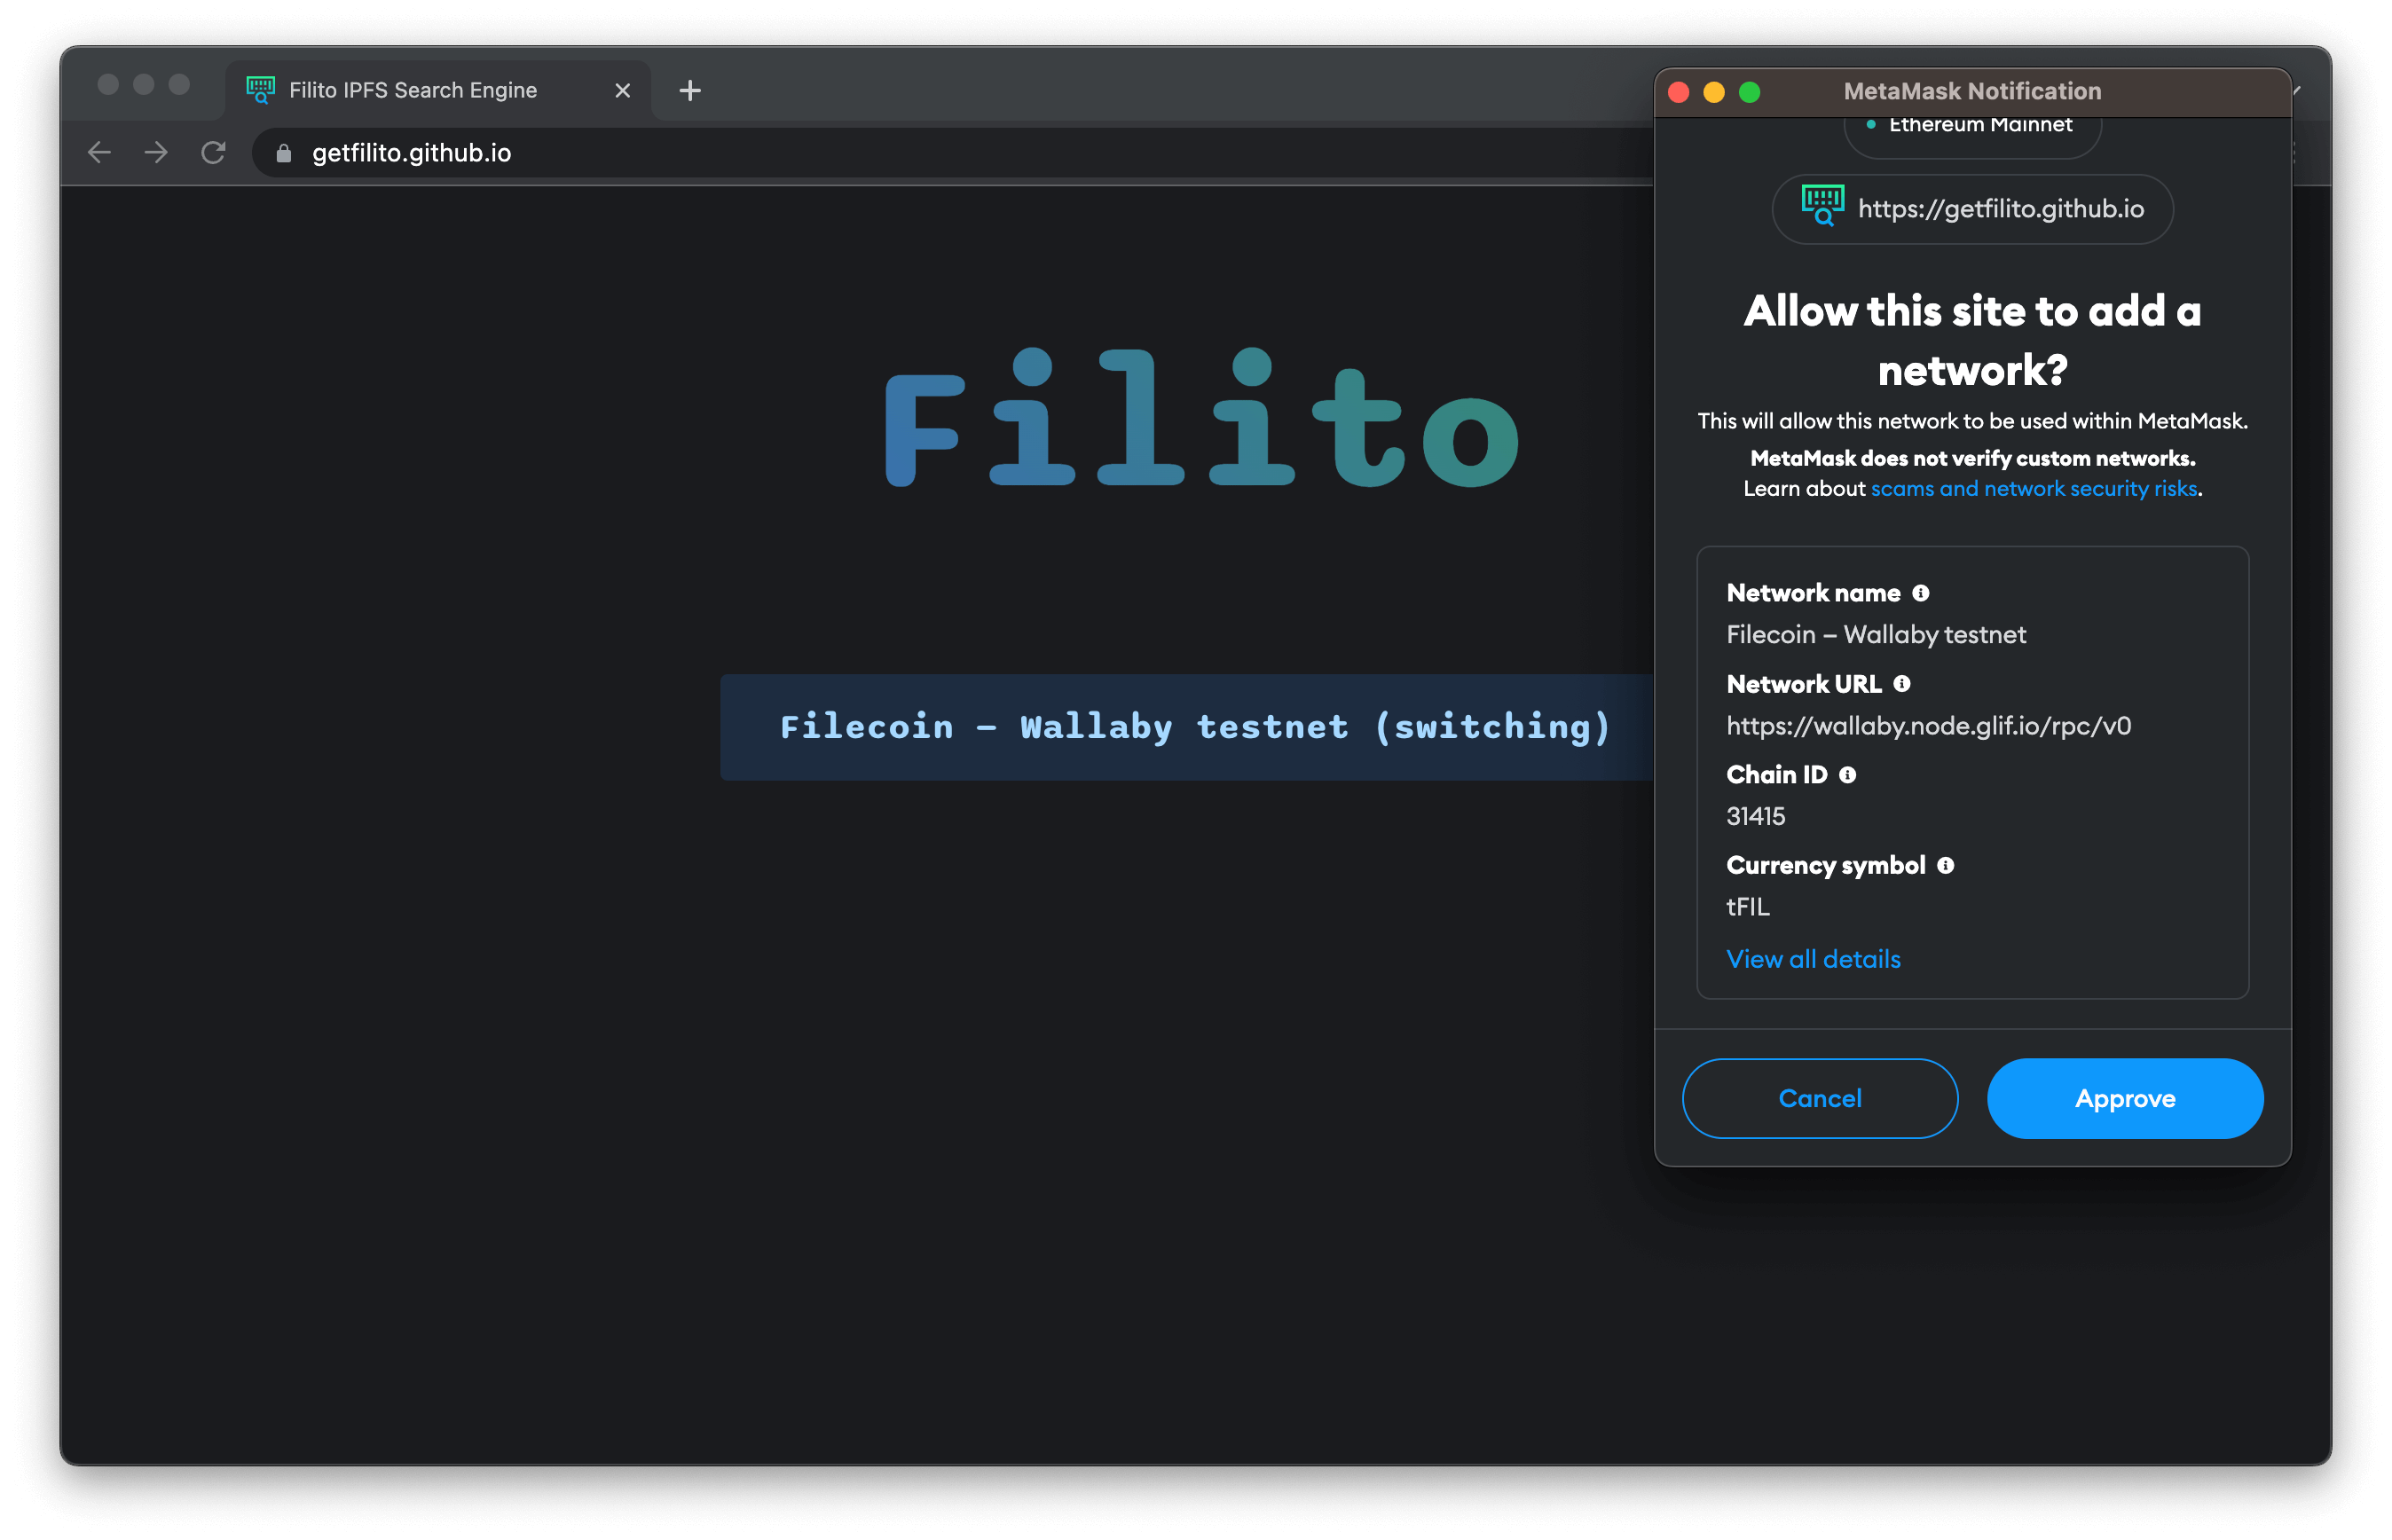 Filito IPFS Search Engine
getfilito.github.io
Filito
Filecoin – Wallaby testnet (switching)
MetaMask Notification
Ethereum Mainnet
https://getfilito.github.io
Allow this site to add a
network?
This will allow this network to be used within MetaMask.
MetaMask does not verify custom networks.
Learn about scams and network security risks.
Network name
Filecoin – Wallaby testnet
Network URL
https://wallaby.node.glif.io/rpc/v0
Chain ID
31415
Currency symbol
tFIL
View all details
Cancel
Approve